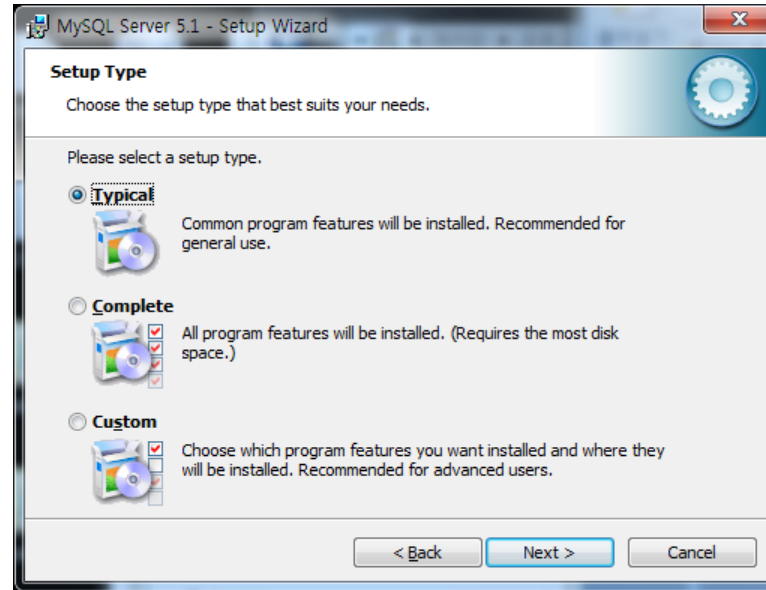 MySQL Server 5.1 - Setup Wizard
Setup Type
Choose the setup type that best suits your needs.
Please select a setup type.
Typical
Common program features will be installed. Recommended for
general use.
Complete
All program features will be installed. (Requires the most disk
space.)
Custom
Choose which program features you want installed and where they
will be installed. Recommended for advanced users.
< Back
Next >
Cancel